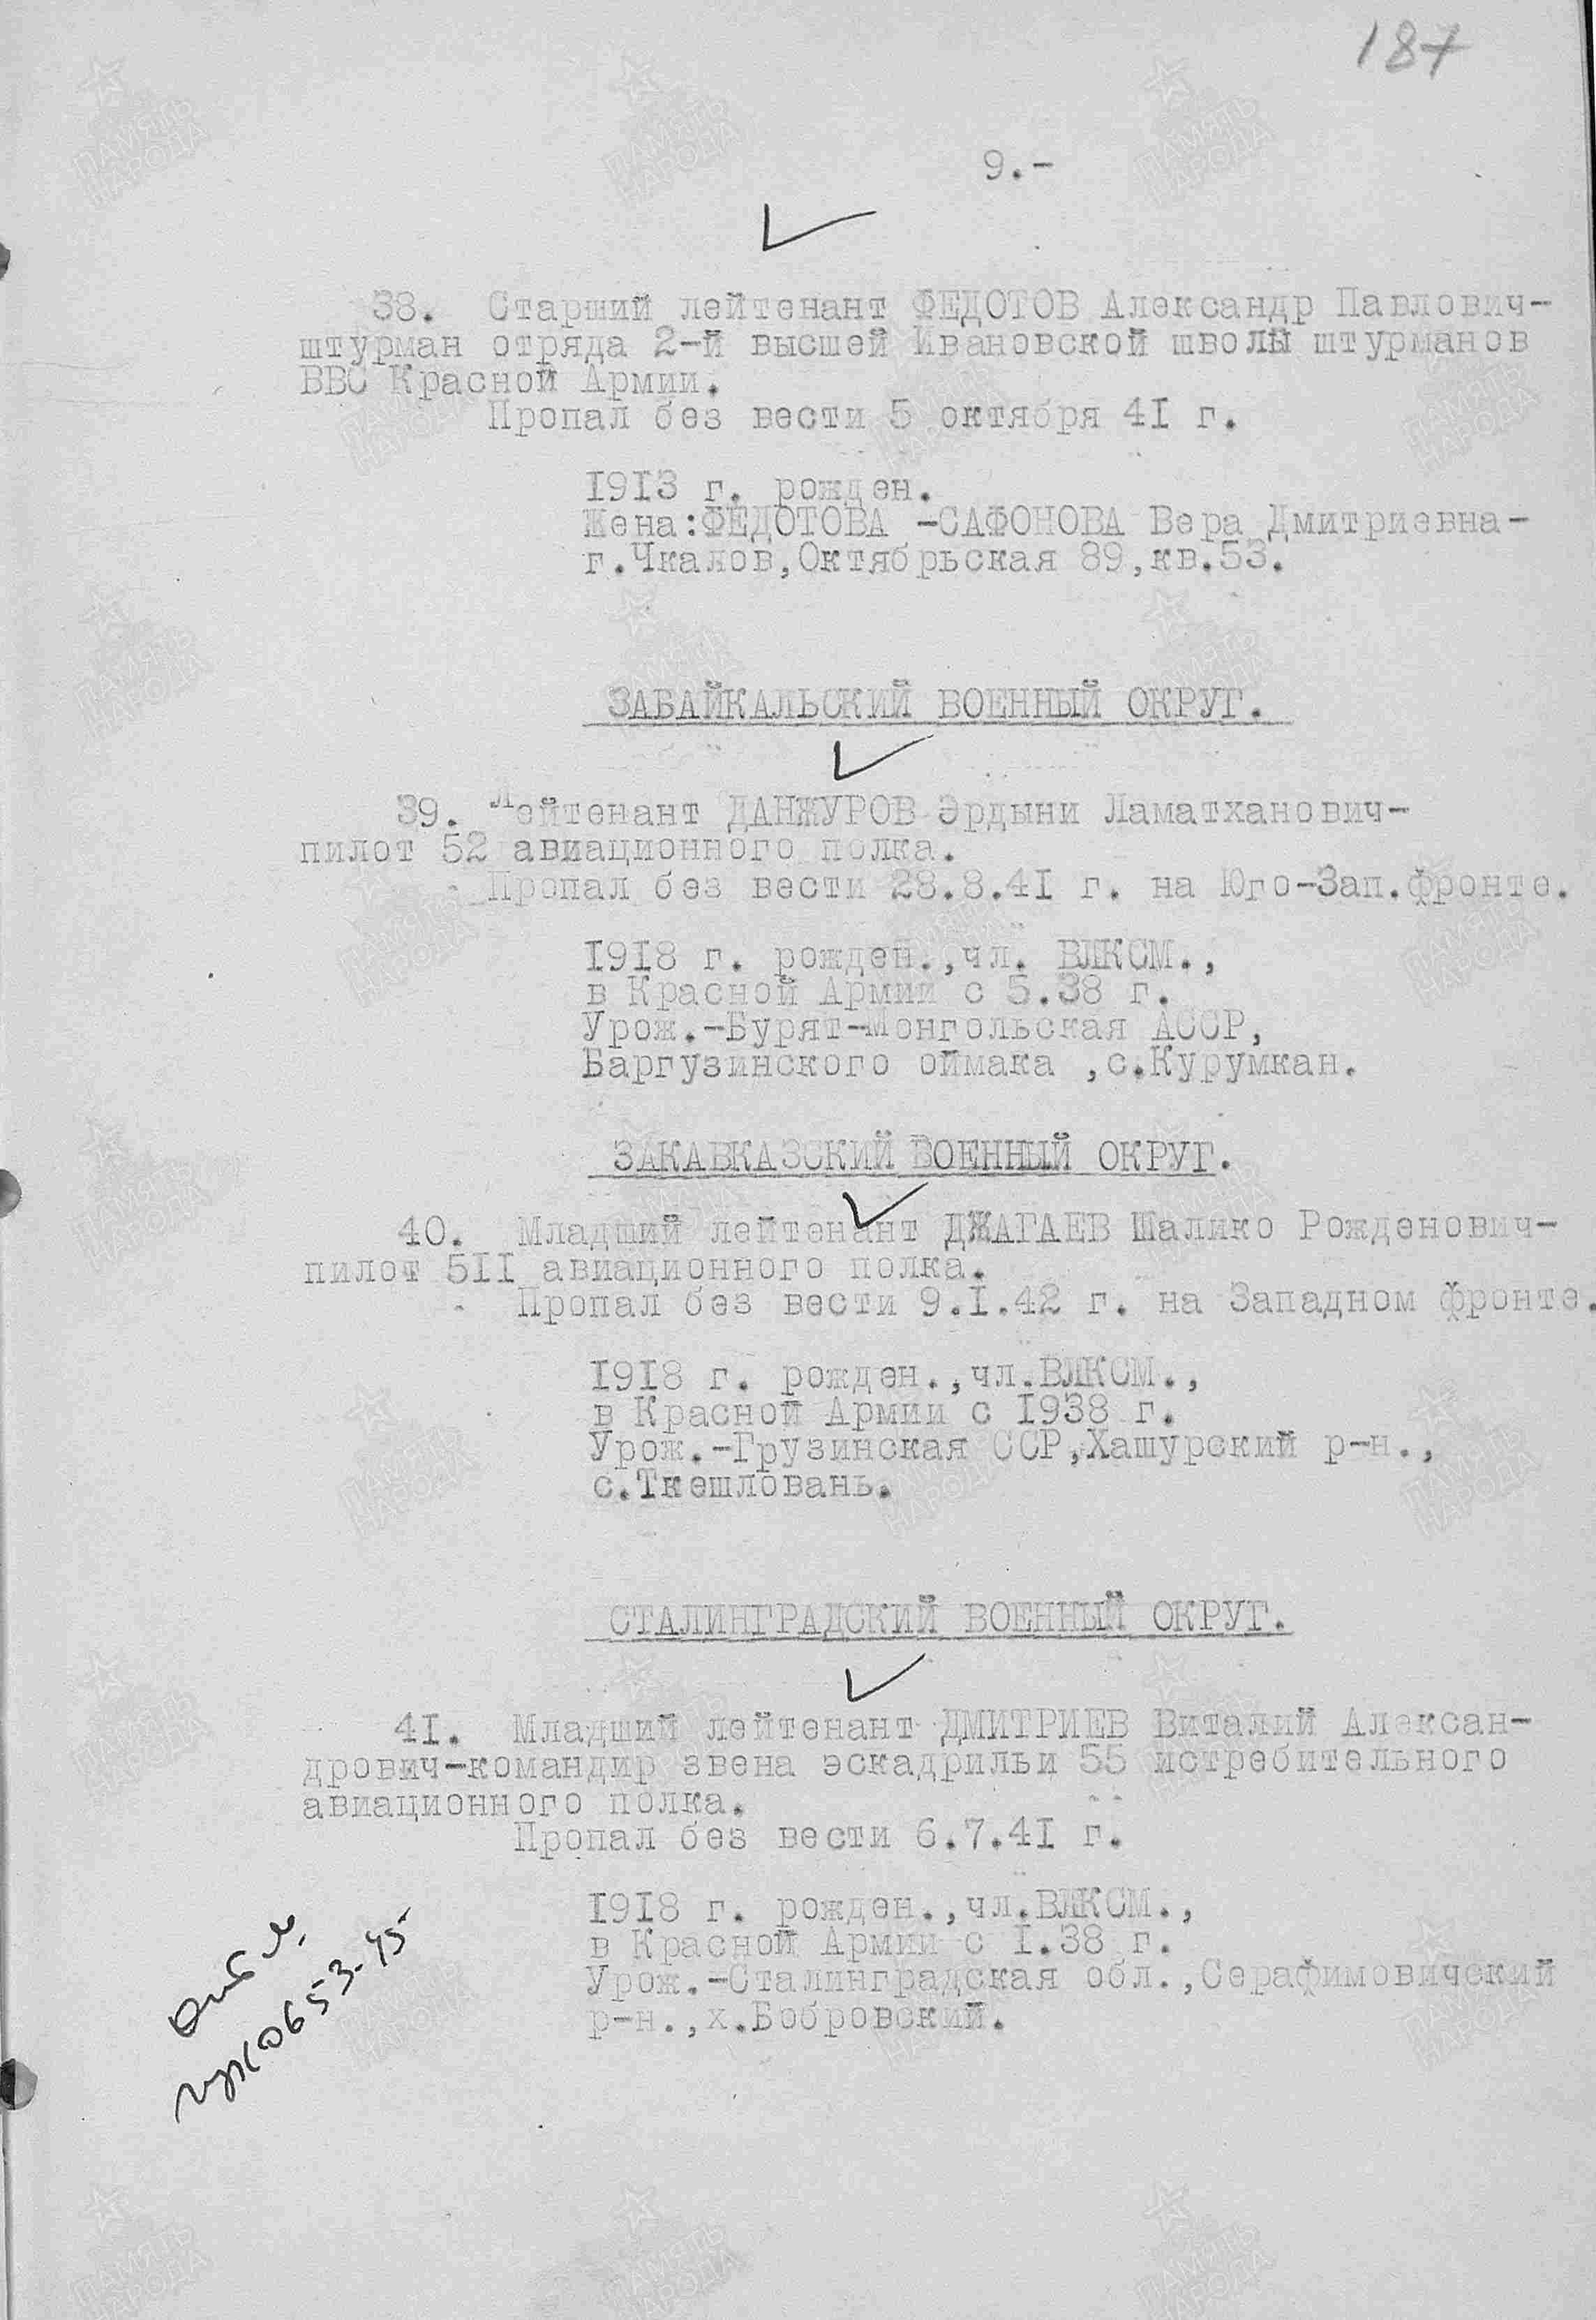 187
9.-
38. Старший лейтенант ФЕДОТОВ Александр Павлович-
штурман отряда 2-й высшей Ивановской шволы штурманов
ВВС Красной Армии.
Пропал без вести 5 октября 41 г.
1913 г. рожден.
Жена:ФЕДОТОВА -САФОНОВА Вера Дмитриевна-
г.Чкалов,Октябрьская 89,кв.53.
ЗАБАЙКАЛЬСКИЙ ВОЕННЫЙ ОКРУГ.
39. Лейтенант ДАНЖУРОВ Эрдыни Ламатханович-
пилот 52 авиационного полка.
Пропал без вести 28.8.41 г. на Юго-Зап.фронте.
1918 г. рожден.,чл. ВЛКСМ.,
в Красной Армии с 5.38 г.
Урож.-Бурят-Монгольская АССР,
Баргузинского оймака ,с.Курумкан.
ЗАКАВКАЗСКИЙ ВОЕННЫЙ ОКРУГ.
40. Младший лейтенант ДЖАГАЕВ Шалико Рожденович-
пилот 511 авиационного полка.
Пропал без вести 9.1.42 г. на Западном фронте.
1918 г. рожден.,чл.ВЛКСМ.,
в Красной Армии с 1938 г.
Урож.-Грузинская ССР,Хашурский р-н.,
с.Ткешловань.
СТАЛИНГРАДСКИЙ ВОЕННЫЙ ОКРУГ.
41. Младший лейтенант ДМИТРИЕВ Виталий Алексан-
дрович-командир звена эскадрильи 55 истребительного
авиационного полка.
Пропал без вести 6.7.41 г.
1918 г. рожден.,чл.ВЛКСМ.,
в Красной Армии с 1.38 г.
Урож.-Сталинградская обл.,Серафимовичский
р-н.,х.Бобровский.
0653-45
ПАМЯТЬ
НАРОДА